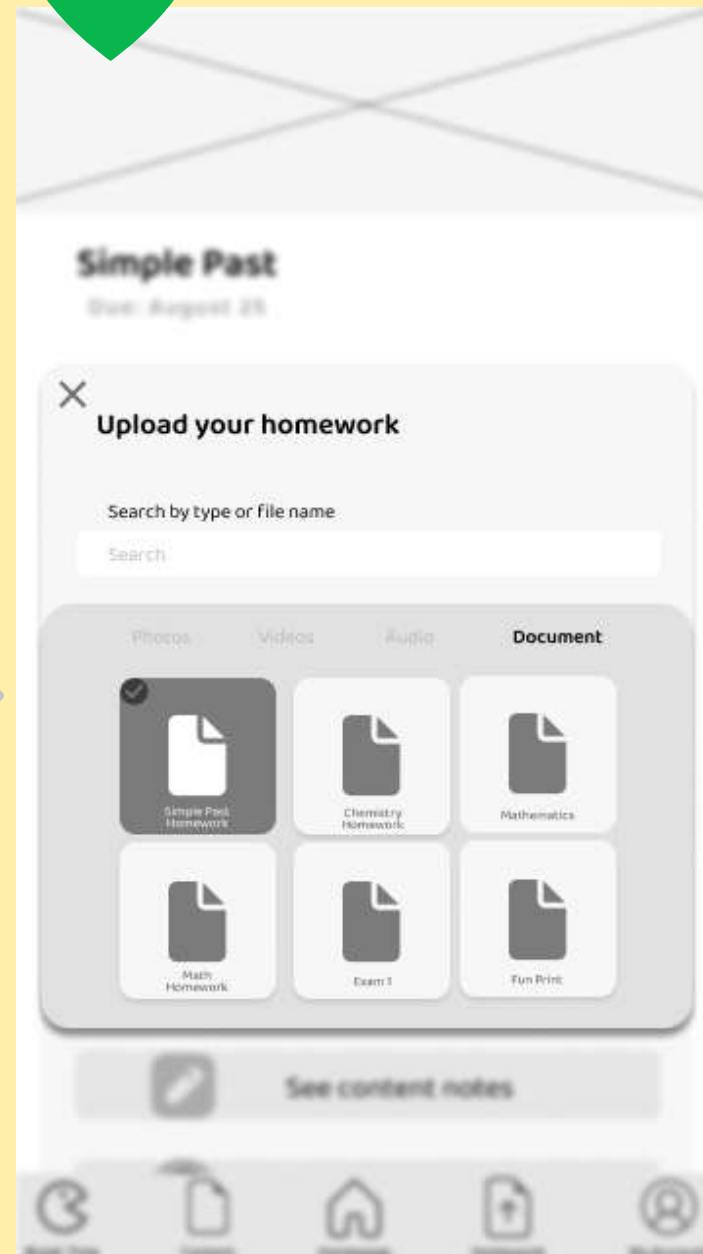 Simple Past
Due: August 25
Upload your homework
Search by type or file name
Search
Photos Videos Audio Document
Simple Past
Homework
Chemistry
Homework
Mathematics
Math
Homework
Exam 1
Fun Print
See content notes